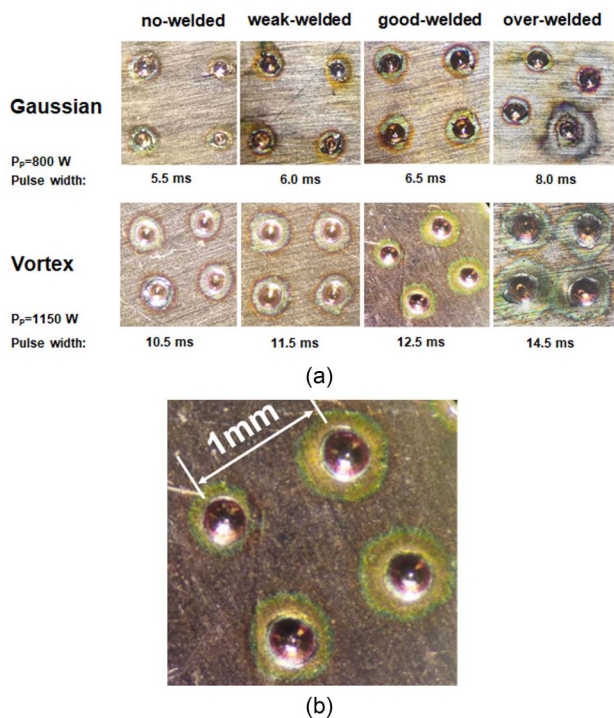 no-welded weak-welded good-welded over-welded
Gaussian
P_P=800 W
Pulse width: 5.5 ms 6.0 ms 6.5 ms 8.0 ms
Vortex
P_P=1150 W
Pulse width: 10.5 ms 11.5 ms 12.5 ms 14.5 ms
(a)
1mm
(b)